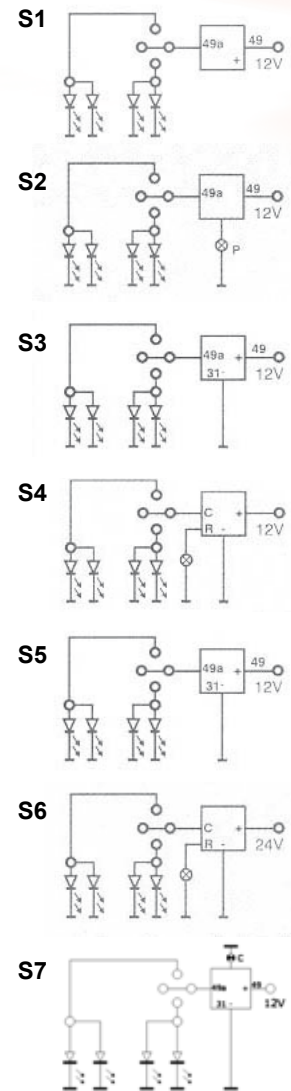 S1
49a 49
+ 12V
S2
49a 49
12V
P
S3
49a + 49
31- 12V
S4
C +
R - 12V
S5
49a + 49
31- 12V
S6
C +
R - 24V
S7
C
49a + 49
31 - 12V